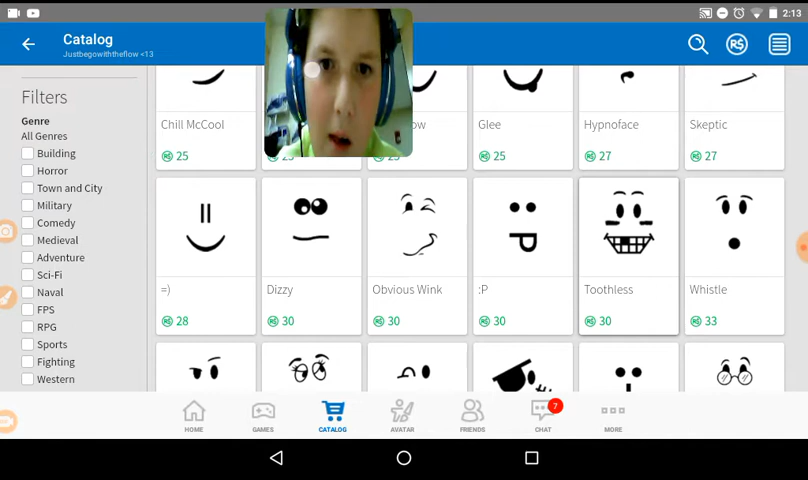 2:13
Catalog
Justbegowiththeflow <13
R$
Filters
Genre
All Genres
Building
Horror
Town and City
Military
Comedy
Medieval
Adventure
Sci-Fi
Naval
FPS
RPG
Sports
Fighting
Western
Chill McCool
Glee
Hypnoface
Skeptic
R$ 25
R$ 25
R$ 27
R$ 27
=)
Dizzy
Obvious Wink
:P
Toothless
Whistle
R$ 28
R$ 30
R$ 30
R$ 30
R$ 30
R$ 33
7
HOME
GAMES
CATALOG
AVATAR
FRIENDS
CHAT
MORE